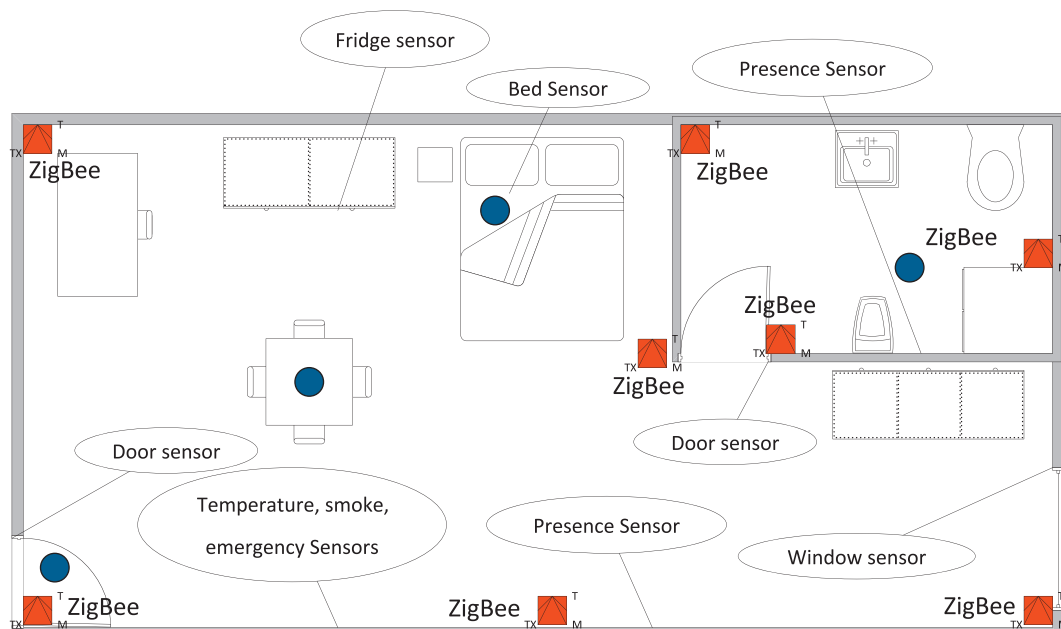 Fridge sensor
Bed Sensor
Presence Sensor
T
TX M
ZigBee
T
TX M
ZigBee
ZigBee
T
TX M
ZigBee
T
TX M
T
TX M
ZigBee
Door sensor
Door sensor
Temperature, smoke,
emergency Sensors
Presence Sensor
Window sensor
T
TX M
ZigBee
ZigBee
T
TX M
ZigBee
T
TX M